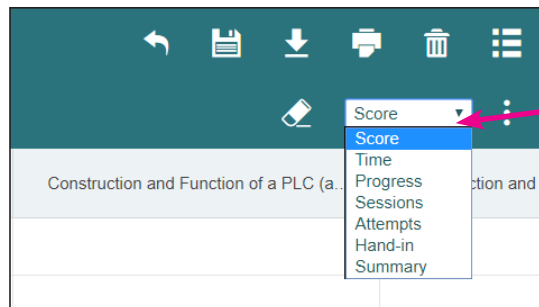 Score
Score
Time
Construction and Function of a PLC (a... ction and
Progress
Sessions
Attempts
Hand-in
Summary